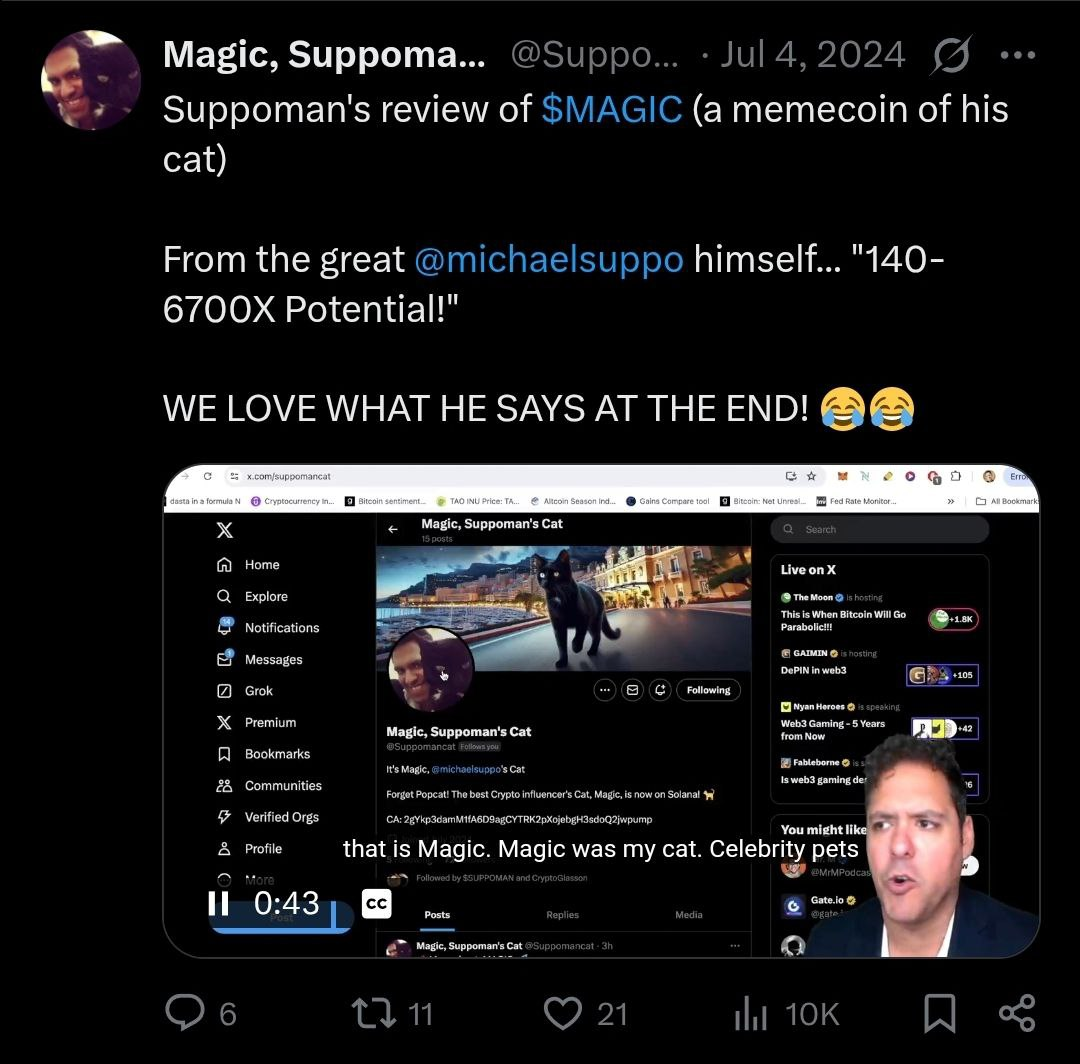 Magic, Suppoma... @Suppo... · Jul 4, 2024
Suppoman's review of $MAGIC (a memecoin of his
cat)
From the great @michaelsuppo himself... "140-
6700X Potential!"
WE LOVE WHAT HE SAYS AT THE END! 😂😂
x.com/suppomancat
Error
dasta in a formula N
Cryptocurrency In...
Bitcoin sentiment...
TAO INU Price: TA...
Altcoin Season Ind...
Gains Compare tool
Bitcoin: Net Unreal...
Fed Rate Monitor...
»
All Bookmark
Magic, Suppoman's Cat
15 posts
Home
Explore
14
Notifications
1
Messages
Grok
Premium
Bookmarks
Communities
Verified Orgs
Profile
More
Post
Following
Magic, Suppoman's Cat
@Suppomancat Follows you
It's Magic, @michaelsuppo's Cat
Forget Popcat! The best Crypto influencer's Cat, Magic, is now on Solana! 🐈
CA: 2gYkp3damM1fA6D9agCYTRK2pXojebgH3sdoQ2jwpump
Followed by $SUPPOMAN and CryptoGlasson
Posts
Replies
Media
Magic, Suppoman's Cat @Suppomancat · 3h
Search
Live on X
The Moon is hosting
This is When Bitcoin Will Go
Parabolic!!!
+1.8K
GAIMIN is hosting
DePIN in web3
+105
Nyan Heroes is speaking
Web3 Gaming - 5 Years
from Now
+42
Fableborne is s
Is web3 gaming de
You might like
@MrMPodcas
Gate.io
@gate
that is Magic. Magic was my cat. Celebrity pets
0:43
CC
6
11
21
10K